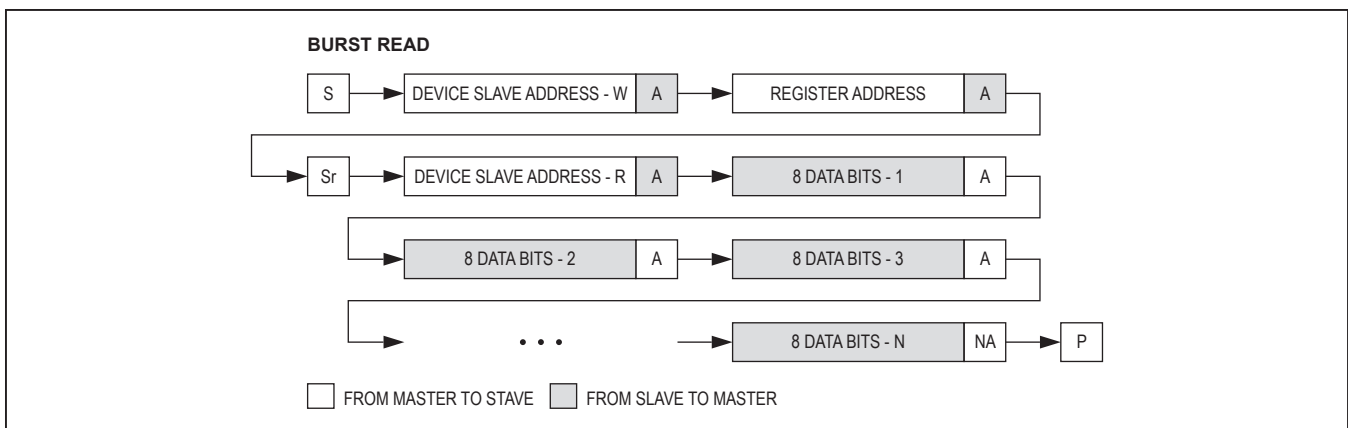 BURST READ
S DEVICE SLAVE ADDRESS - W A REGISTER ADDRESS A
Sr DEVICE SLAVE ADDRESS - R A 8 DATA BITS - 1 A
8 DATA BITS - 2 A 8 DATA BITS - 3 A
• • • 8 DATA BITS - N NA P
FROM MASTER TO STAVE FROM SLAVE TO MASTER